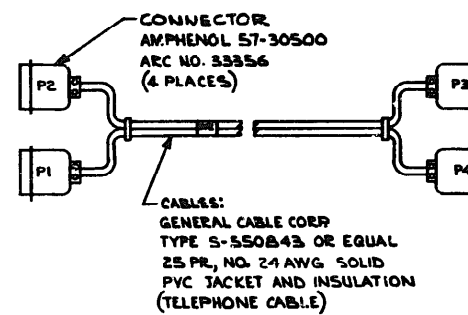 CONNECTOR
AMPHENOL 57-30500
ARC NO. 33356
(4 PLACES)
P2
P3
P1
P4
CABLES:
GENERAL CABLE CORP
TYPE S-550843 OR EQUAL
25 PR, NO. 24 AWG SOLID
PVC JACKET AND INSULATION
(TELEPHONE CABLE)